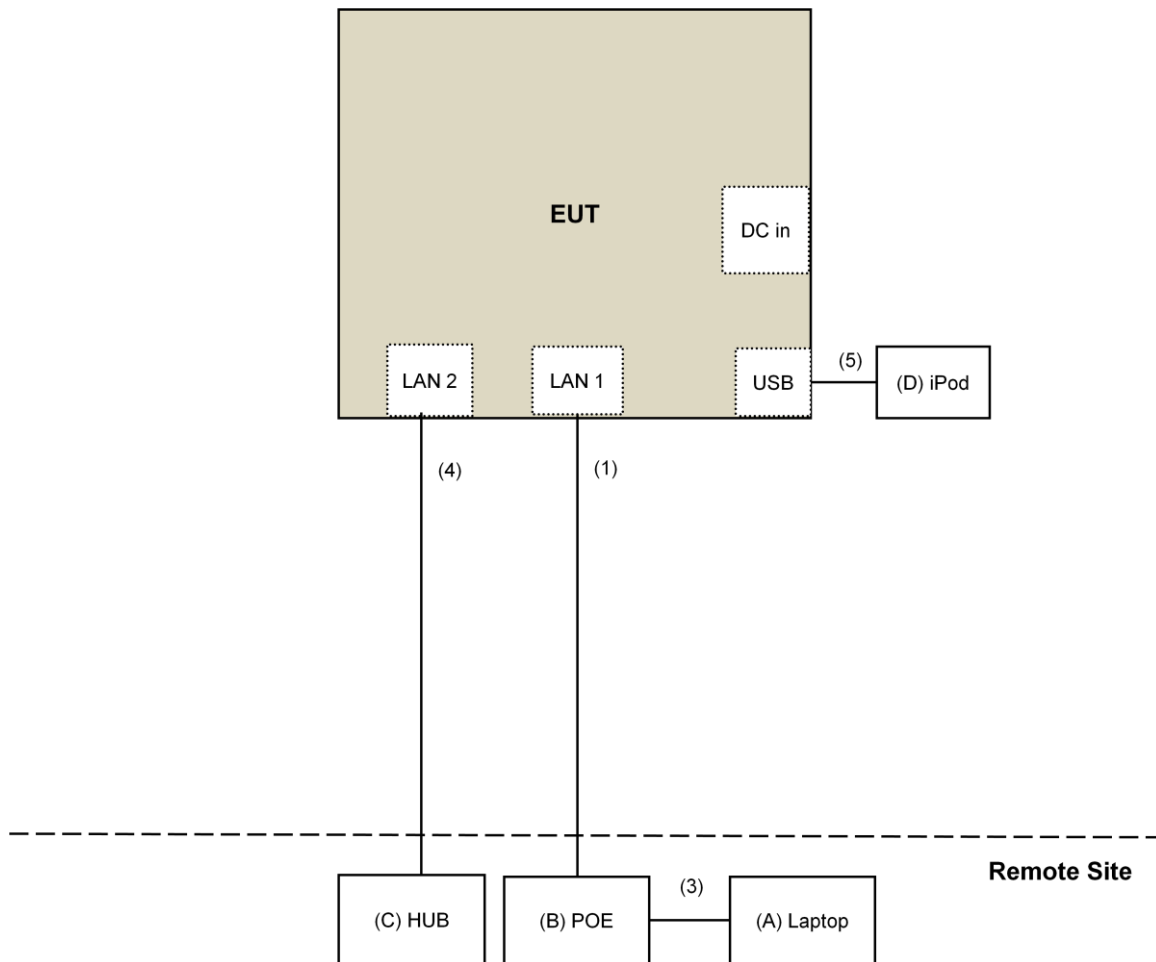 EUT
DC in
LAN 2
LAN 1
USB
(5)
(D) iPod
(4)
(1)
Remote Site
(C) HUB
(B) POE
(3)
(A) Laptop